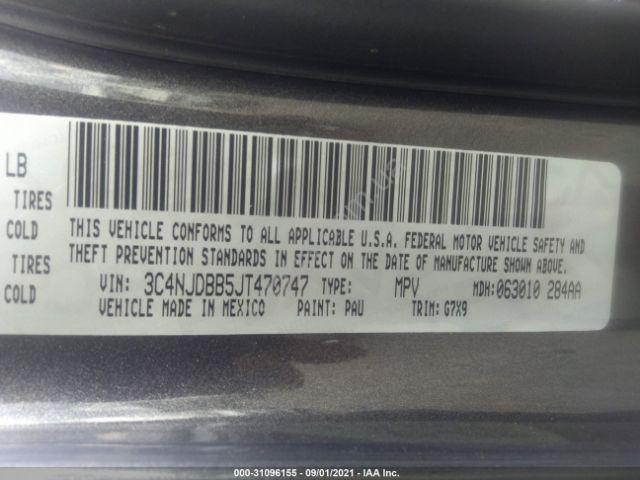 LB
TIRES
COLD
TIRES
COLD
THIS VEHICLE CONFORMS TO ALL APPLICABLE U.S.A. FEDERAL MOTOR VEHICLE SAFETY AND
THEFT PREVENTION STANDARDS IN EFFECT ON THE DATE OF MANUFACTURE SHOWN ABOVE.
VIN: 3C4NJDBB5JT470747 TYPE: MPV MDH:063010 284AA
VEHICLE MADE IN MEXICO PAINT: PAU TRIM: G7X9
000-31096155 - 09/01/2021 - IAA Inc.